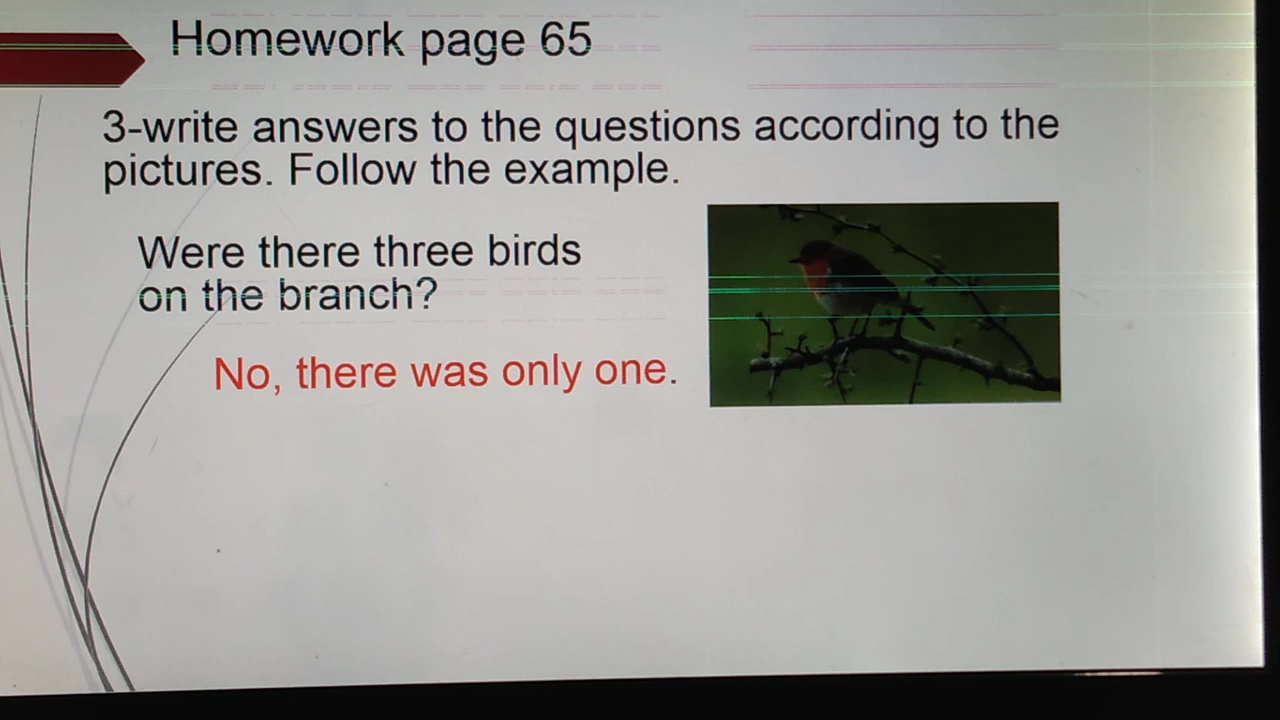 Homework page 65
3-write answers to the questions according to the
pictures. Follow the example.
Were there three birds
on the branch?
No, there was only one.